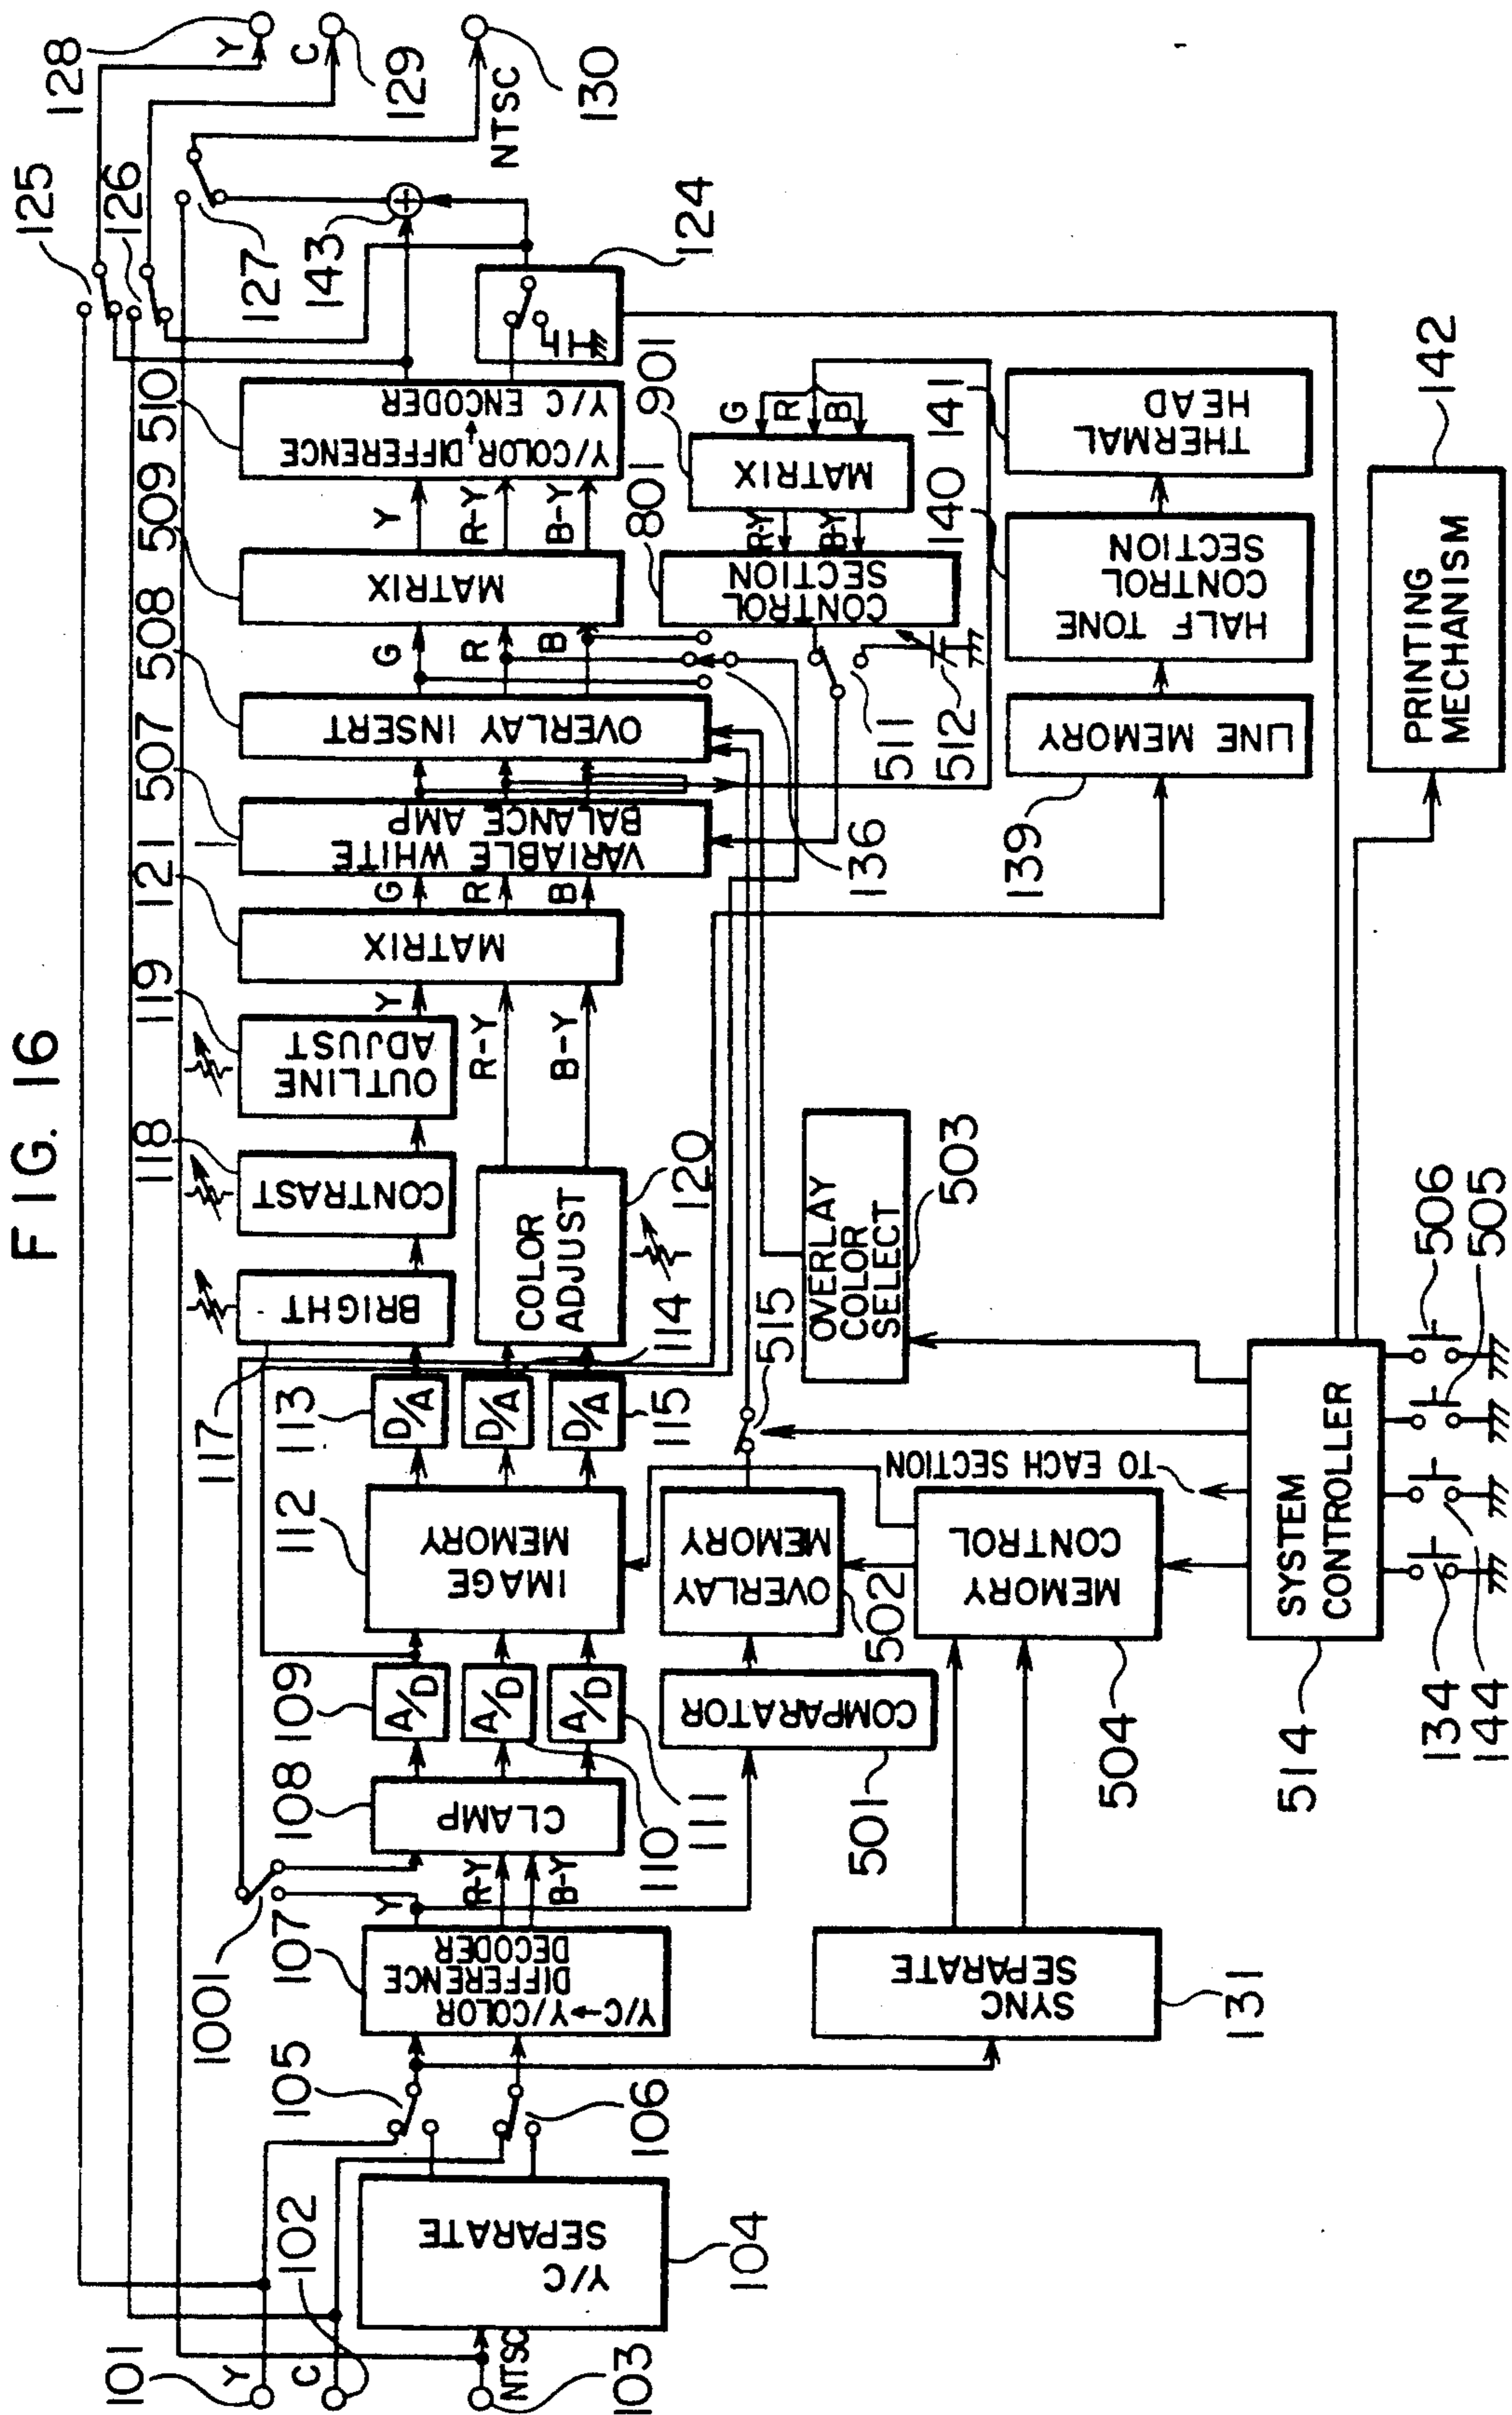 FIG. 16
101
Y
C
102
103
NTSC
Y/C
SEPARATE
104
105
106
1001
107
Y/C→Y/COLOR
DIFFERENCE
DECODER
Y
R-Y
B-Y
SYNC
SEPARATE
131
108
CLAMP
109
A/D
A/D
A/D
110
111
COMPARATOR
501
112
IMAGE
MEMORY
OVERLAY
MEMORY
502
MEMORY
CONTROL
504
TO EACH SECTION
SYSTEM
CONTROLLER
514
134
144
505
506
113
D/A
D/A
D/A
114
115
515
OVERLAY
COLOR
SELECT
503
117
BRIGHT
118
CONTRAST
119
OUTLINE
ADJUST
COLOR
ADJUST
120
Y
R-Y
B-Y
121
MATRIX
G
R
B
507
VARIABLE WHITE
BALANCE AMP
508
OVERLAY INSERT
G
R
B
136
511
512
509
MATRIX
Y
R-Y
B-Y
801
CONTROL
SECTION
R-Y
B-Y
901
MATRIX
G
R
B
510
Y/COLOR DIFFERENCE
→
Y/C ENCODER
139
LINE MEMORY
140
HALF TONE
CONTROL
SECTION
141
THERMAL
HEAD
PRINTING
MECHANISM
142
124
143
125
126
127
128
Y
C
129
NTSC
130